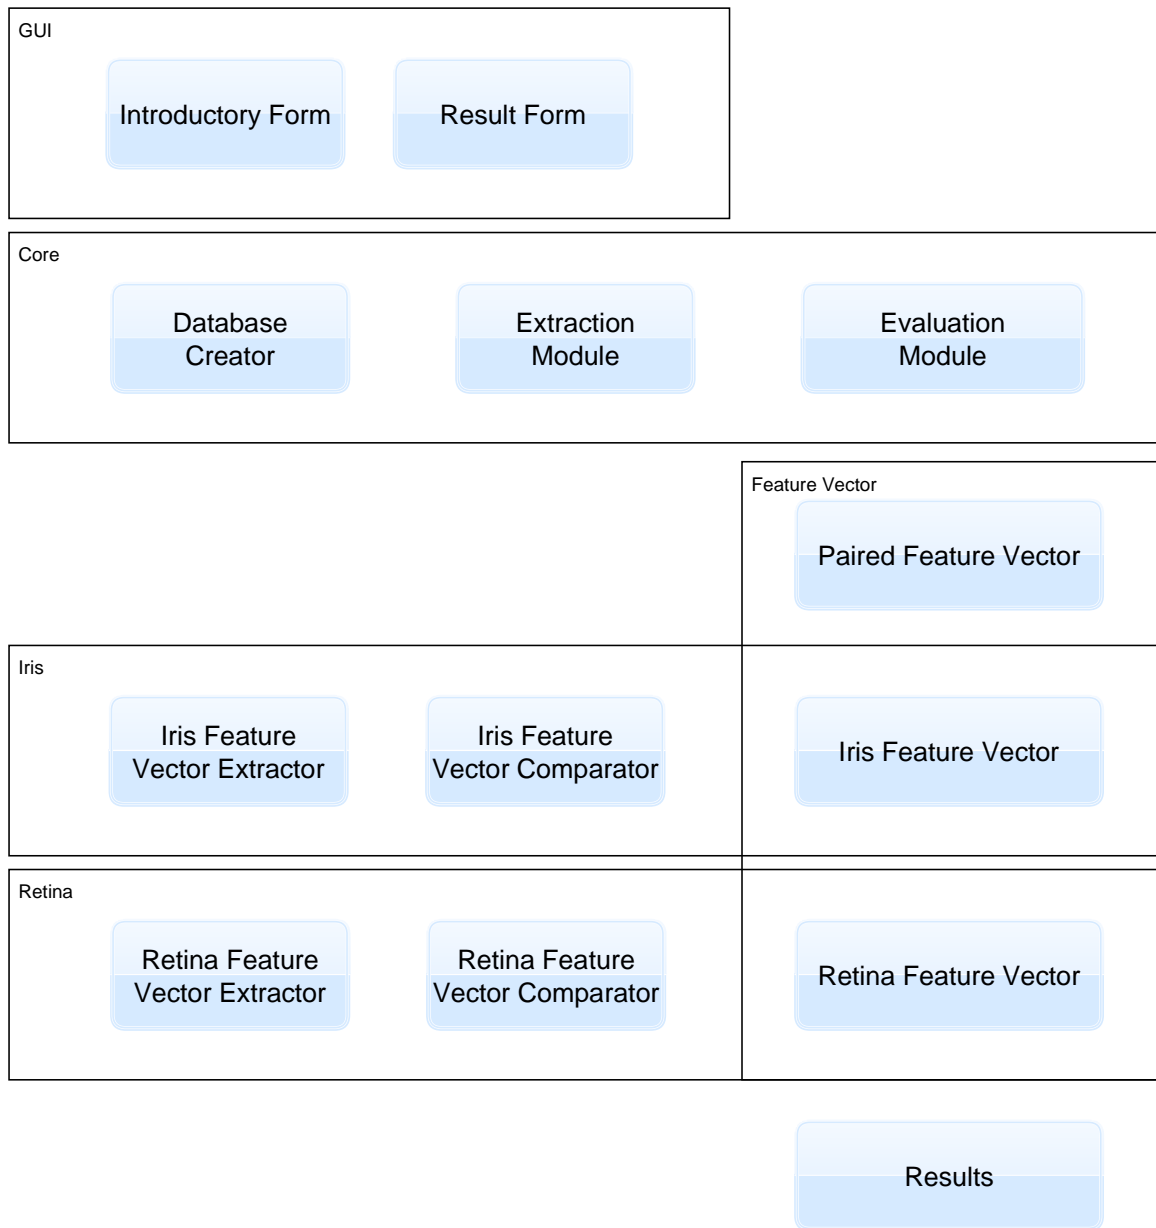 GUI
Introductory Form
Result Form
Core
Database
Creator
Extraction
Module
Evaluation
Module
Feature Vector
Paired Feature Vector
Iris
Iris Feature
Vector Extractor
Iris Feature
Vector Comparator
Iris Feature Vector
Retina
Retina Feature
Vector Extractor
Retina Feature
Vector Comparator
Retina Feature Vector
Results